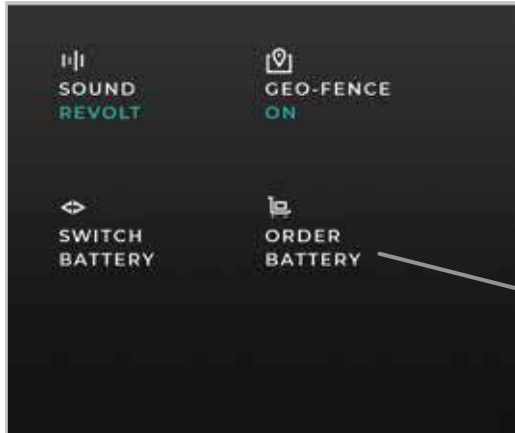 SOUND
REVOLT
GEO-FENCE
ON
SWITCH
BATTERY
ORDER
BATTERY